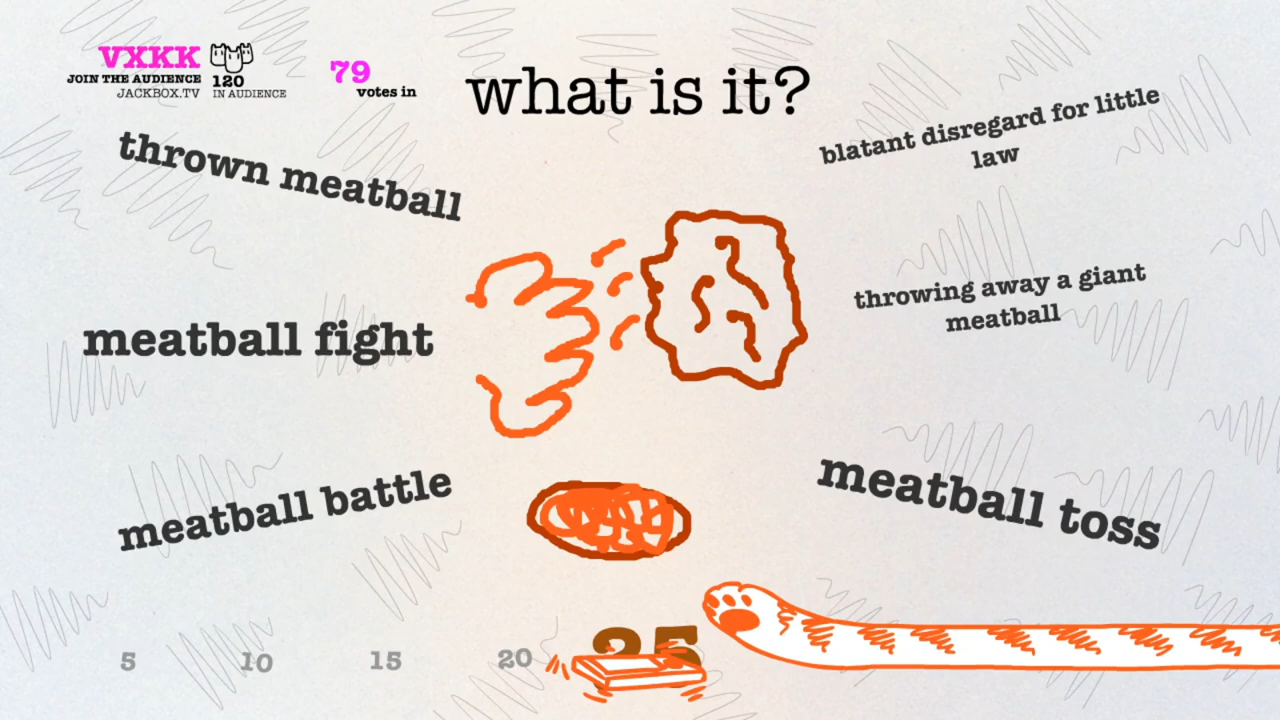 VXKK
JOIN THE AUDIENCE
JACKBOX.TV
120
IN AUDIENCE
79
votes in
what is it?
thrown meatball
blatant disregard for little
law
meatball fight
throwing away a giant
meatball
meatball battle
meatball toss
5 10 15 20 25